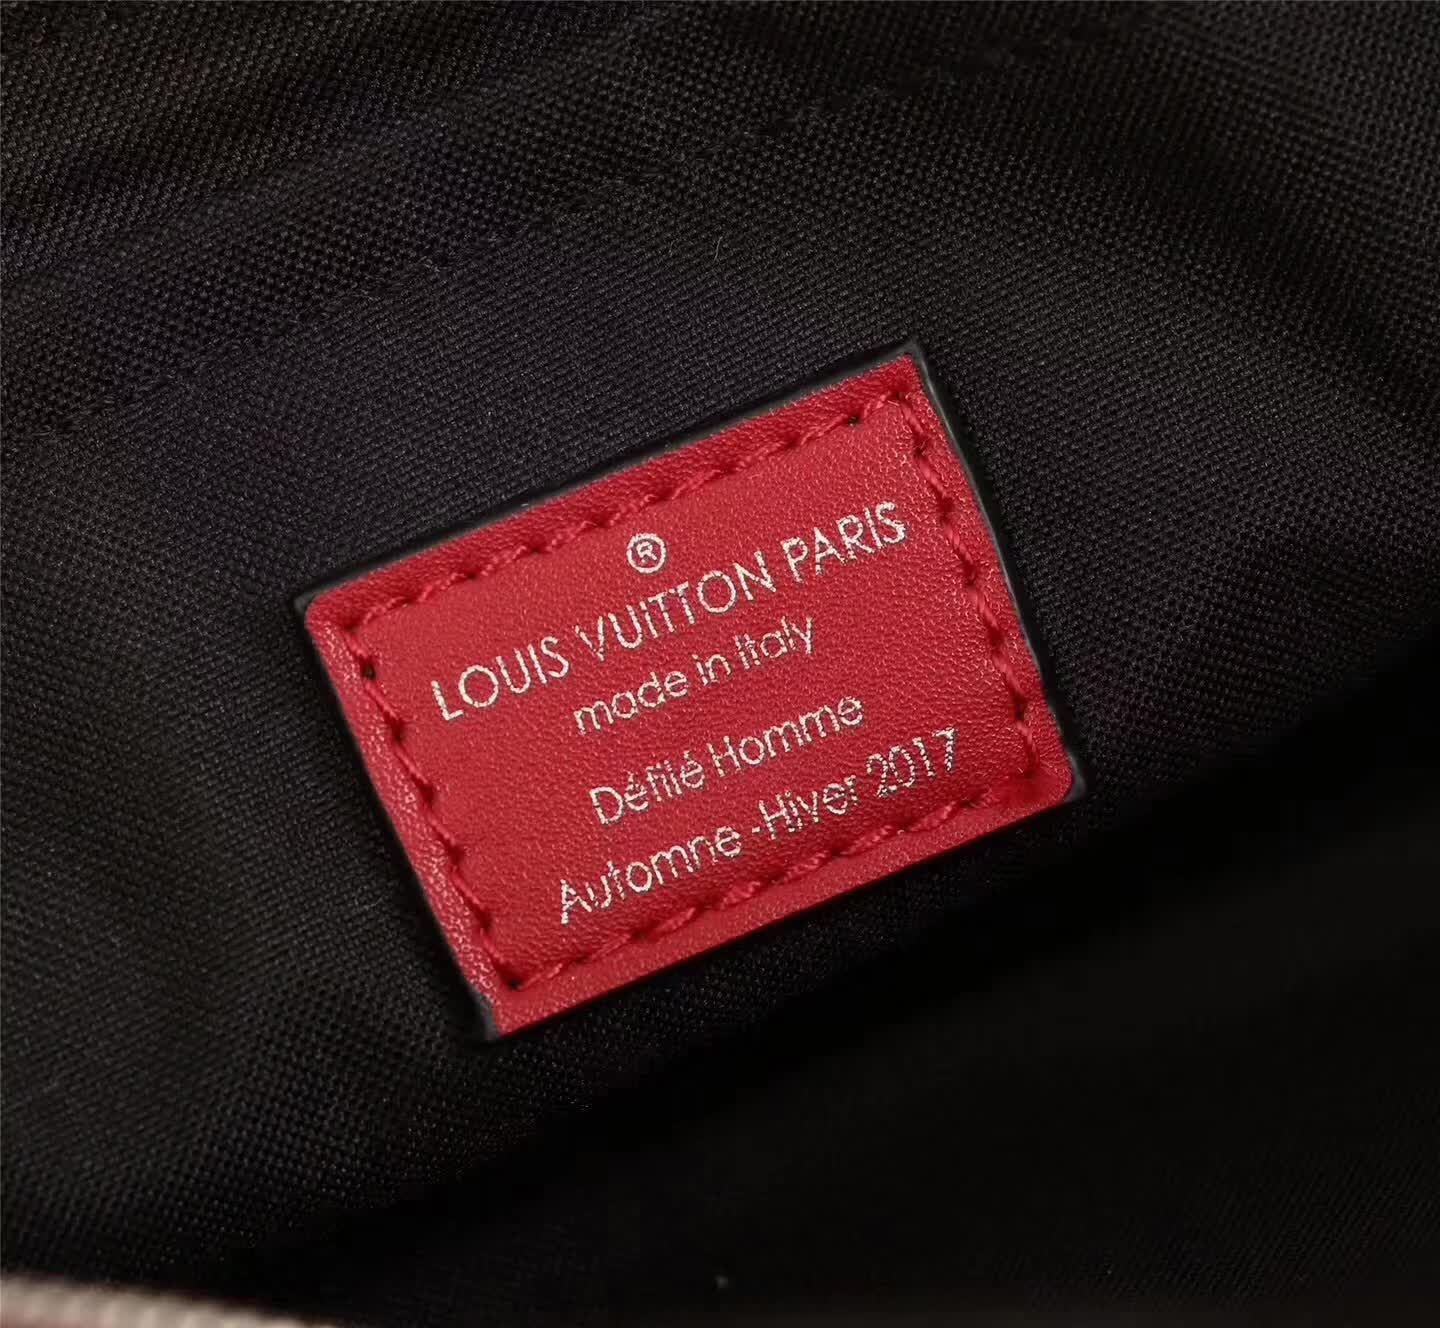 ®
LOUIS VUITTON PARIS
made in Italy
Défilé Homme
Automne-Hiver 2017